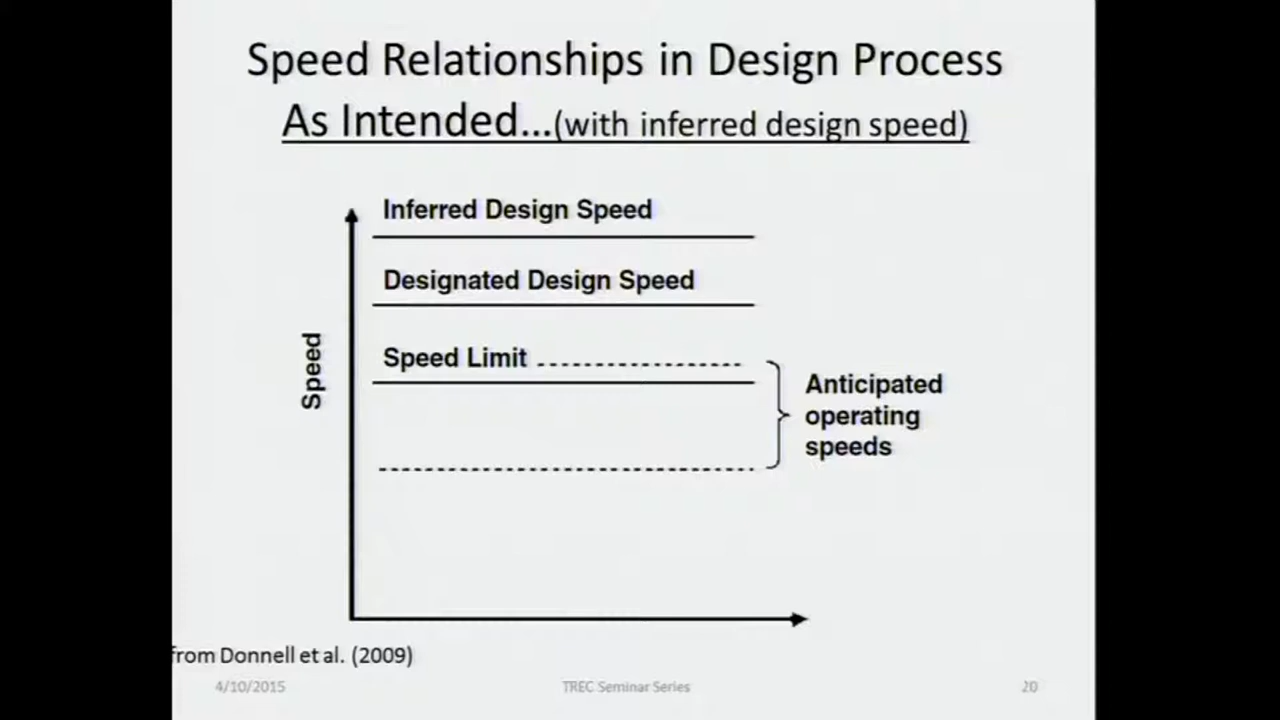 Speed Relationships in Design Process
As Intended...(with inferred design speed)
Inferred Design Speed
Designated Design Speed
Speed Limit
Speed
Anticipated
operating
speeds
from Donnell et al. (2009)
4/10/2015
TREC Seminar Series
20